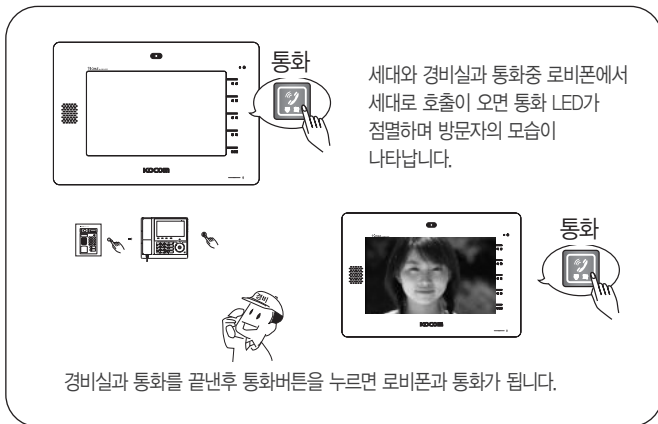 통화
세대와 경비실과 통화중 로비폰에서
세대로 호출이 오면 통화 LED가
점멸하며 방문자의 모습이
나타납니다.
KOCOM
통화
경비
KOCOM
경비실과 통화를 끝낸후 통화버튼을 누르면 로비폰과 통화가 됩니다.